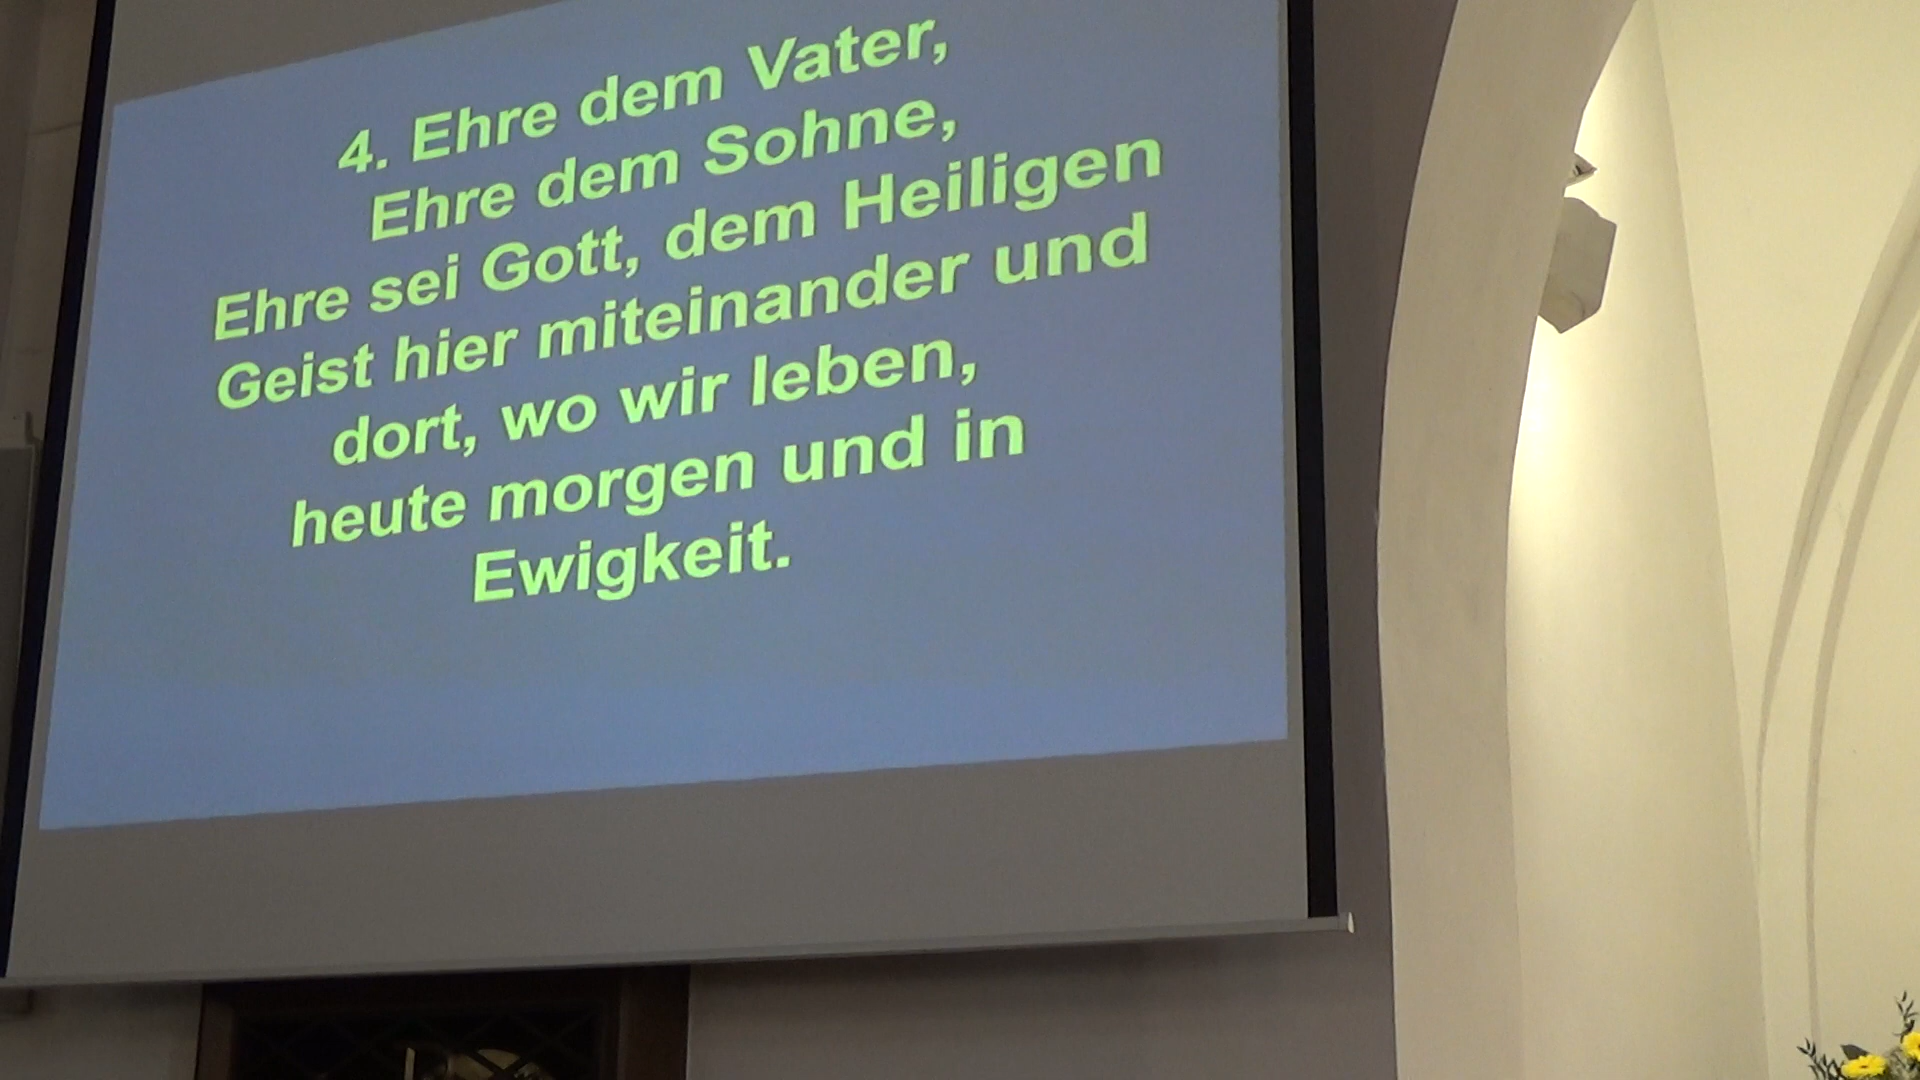 4. Ehre dem Vater,
Ehre dem Sohne,
Ehre sei Gott, dem Heiligen
Geist hier miteinander und
dort, wo wir leben,
heute morgen und in
Ewigkeit.